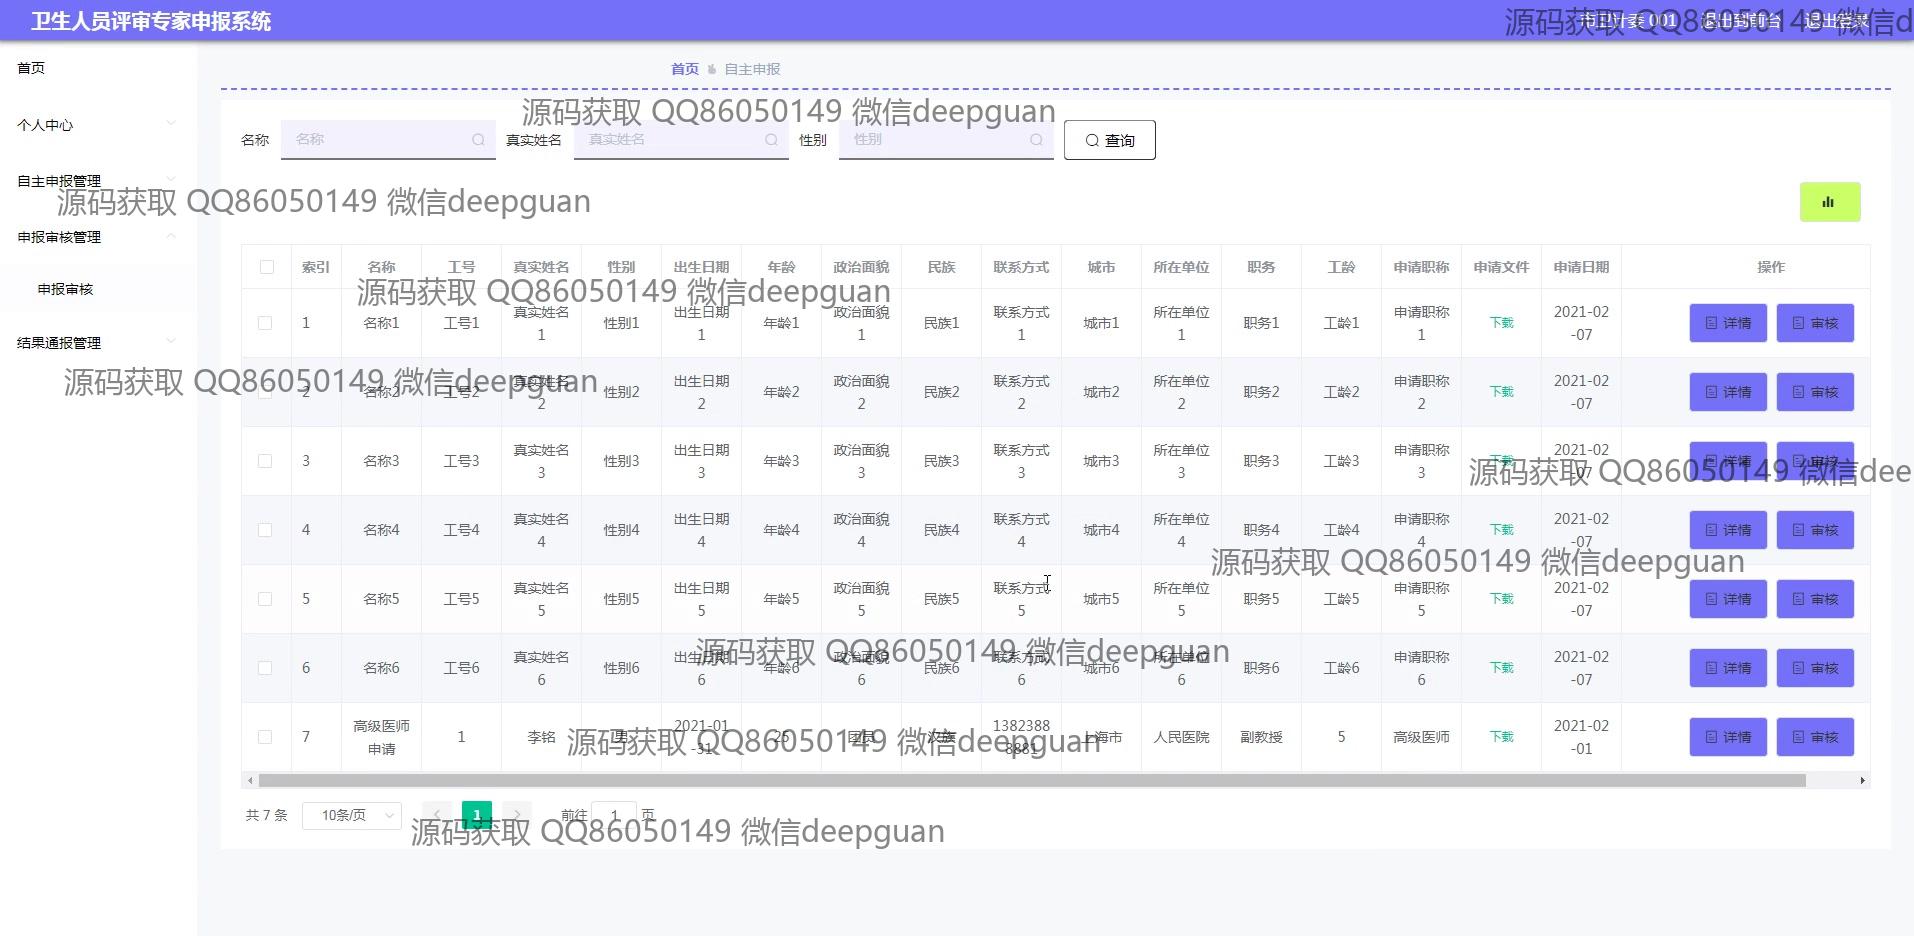 卫生人员评审专家申报系统
市卫计委 001 退出到前台 退出登录
源码获取 QQ86050149 微信d
首页
个人中心
自主申报管理
申报审核管理
申报审核
结果通报管理
首页 自主申报
源码获取 QQ86050149 微信deepguan
名称 名称 真实姓名 真实姓名 性别 性别 查询
源码获取 QQ86050149 微信deepguan
索引 名称 工号 真实姓名 性别 出生日期 年龄 政治面貌 民族 联系方式 城市 所在单位 职务 工龄 申请职称 申请文件 申请日期 操作
源码获取 QQ86050149 微信deepguan
1 名称1 工号1 真实姓名1 性别1 出生日期1 年龄1 政治面貌1 民族1 联系方式1 城市1 所在单位1 职务1 工龄1 申请职称1 下载 2021-02-07 详情 审核
源码获取 QQ86050149 微信deepguan
2 名称2 工号2 真实姓名2 性别2 出生日期2 年龄2 政治面貌2 民族2 联系方式2 城市2 所在单位2 职务2 工龄2 申请职称2 下载 2021-02-07 详情 审核
3 名称3 工号3 真实姓名3 性别3 出生日期3 年龄3 政治面貌3 民族3 联系方式3 城市3 所在单位3 职务3 工龄3 申请职称3 下载 2021-02-07 详情 审核
源码获取 QQ86050149 微信dee
4 名称4 工号4 真实姓名4 性别4 出生日期4 年龄4 政治面貌4 民族4 联系方式4 城市4 所在单位4 职务4 工龄4 申请职称4 下载 2021-02-07 详情 审核
源码获取 QQ86050149 微信deepguan
5 名称5 工号5 真实姓名5 性别5 出生日期5 年龄5 政治面貌5 民族5 联系方式5 城市5 所在单位5 职务5 工龄5 申请职称5 下载 2021-02-07 详情 审核
源码获取 QQ86050149 微信deepguan
6 名称6 工号6 真实姓名6 性别6 出生日期6 年龄6 政治面貌6 民族6 联系方式6 城市6 所在单位6 职务6 工龄6 申请职称6 下载 2021-02-07 详情 审核
7 高级医师申请 1 李铭 男 2021-01-31 25 团员 汉族 13823888881 上海市 人民医院 副教授 5 高级医师 下载 2021-02-01 详情 审核
源码获取 QQ86050149 微信deepguan
共 7 条 10条/页 1 前往 1 页
源码获取 QQ86050149 微信deepguan